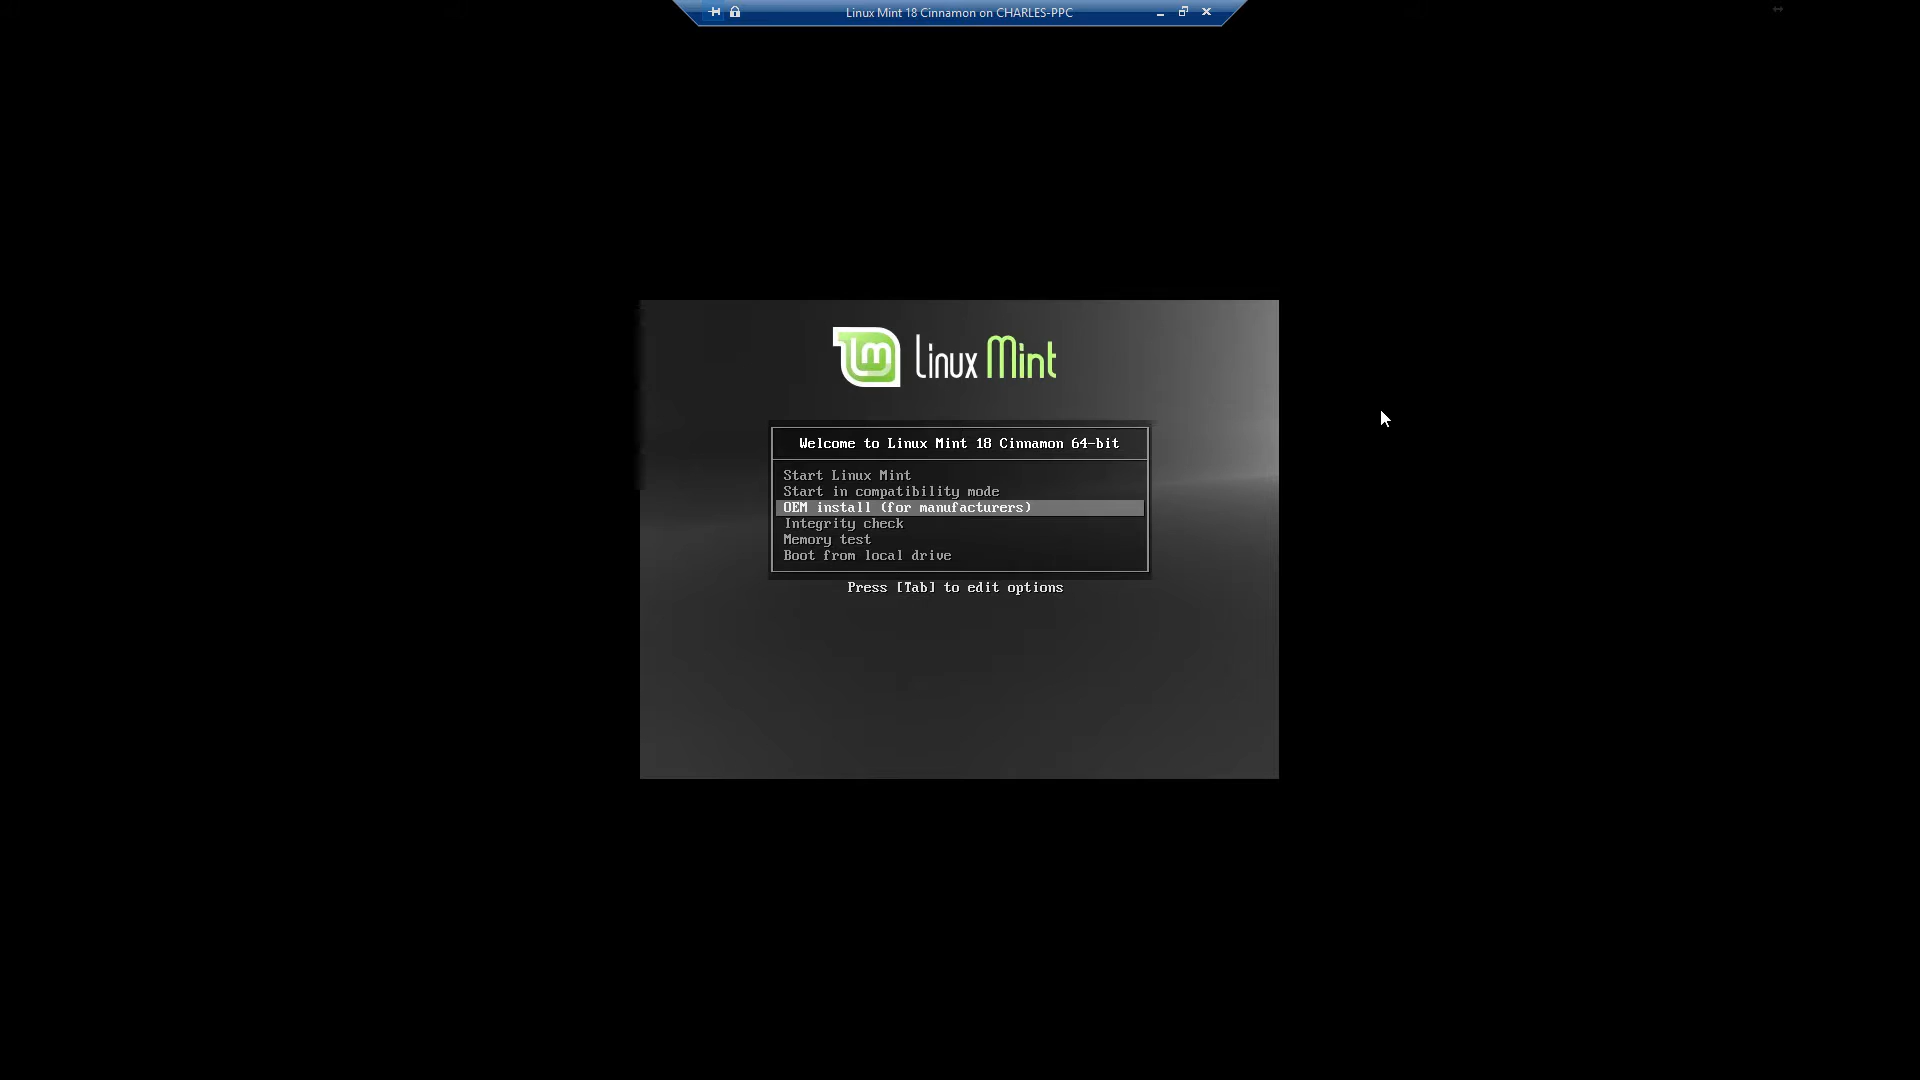 Linux Mint 18 Cinnamon on CHARLES-PPC
Linux Mint
Welcome to Linux Mint 18 Cinnamon 64-bit
Start Linux Mint
Start in compatibility mode
OEM install (for manufacturers)
Integrity check
Memory test
Boot from local drive
Press [Tab] to edit options